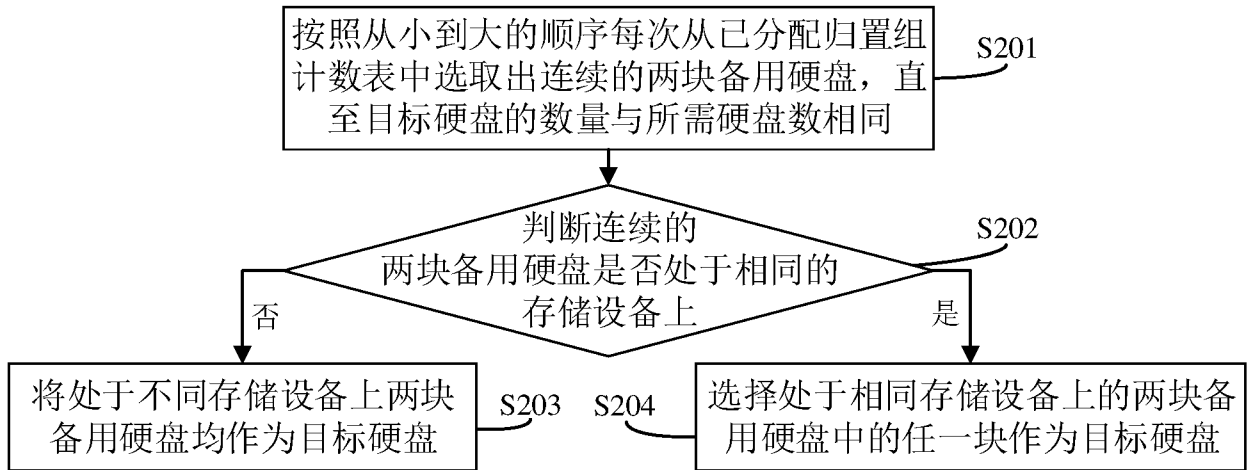 按照从小到大的顺序每次从已分配归置组
计数表中选取出连续的两块备用硬盘，直
至目标硬盘的数量与所需硬盘数相同
S201
判断连续的
两块备用硬盘是否处于相同的
存储设备上
S202
否
是
将处于不同存储设备上两块
备用硬盘均作为目标硬盘
S203
S204
选择处于相同存储设备上的两块备
用硬盘中的任一块作为目标硬盘